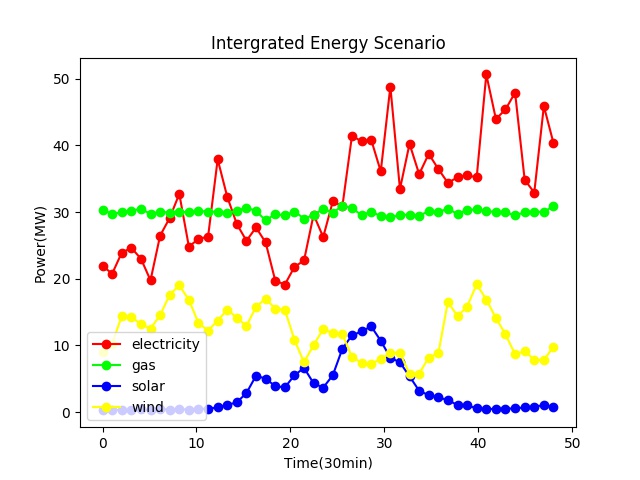 Intergrated Energy Scenario
Power(MW)
50
40
30
20
10
0
electricity
gas
solar
wind
0 10 20 30 40 50
Time(30min)